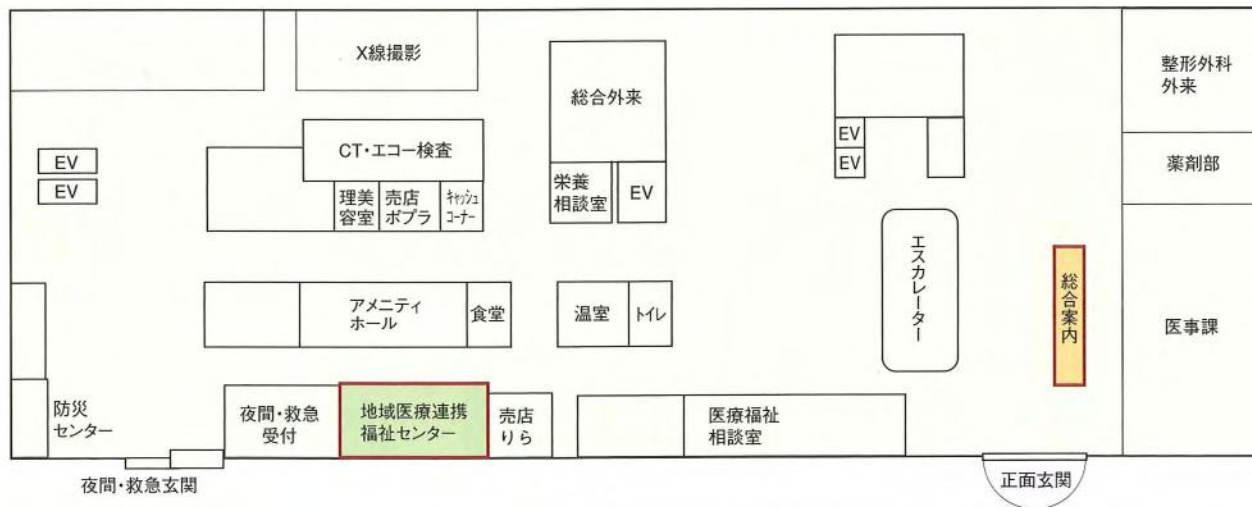 X線撮影
総合外来
整形外科
外来
CT・エコー検査
EV
EV
EV
EV
薬剤部
理美
容室
売店
ポプラ
キャッシュ
コーナー
栄養
相談室
EV
エスカレーター
総合案内
アメニティ
ホール
食堂
温室
トイレ
医事課
防災
センター
夜間・救急
受付
地域医療連携
福祉センター
売店
りら
医療福祉
相談室
夜間・救急玄関
正面玄関